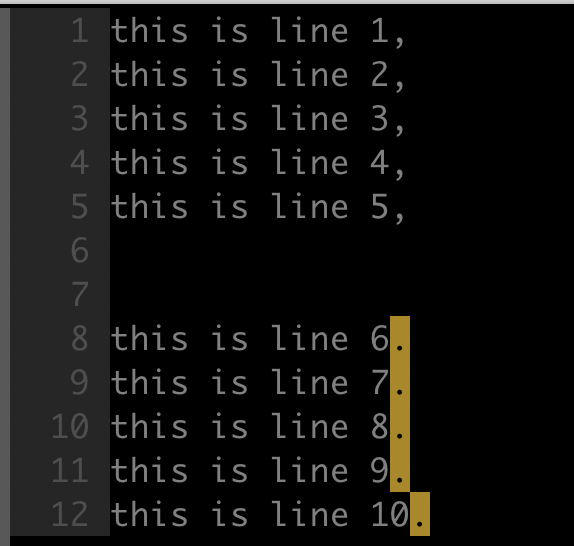 1 this is line 1,
2 this is line 2,
3 this is line 3,
4 this is line 4,
5 this is line 5,
6
7
8 this is line 6.
9 this is line 7.
10 this is line 8.
11 this is line 9.
12 this is line 10.